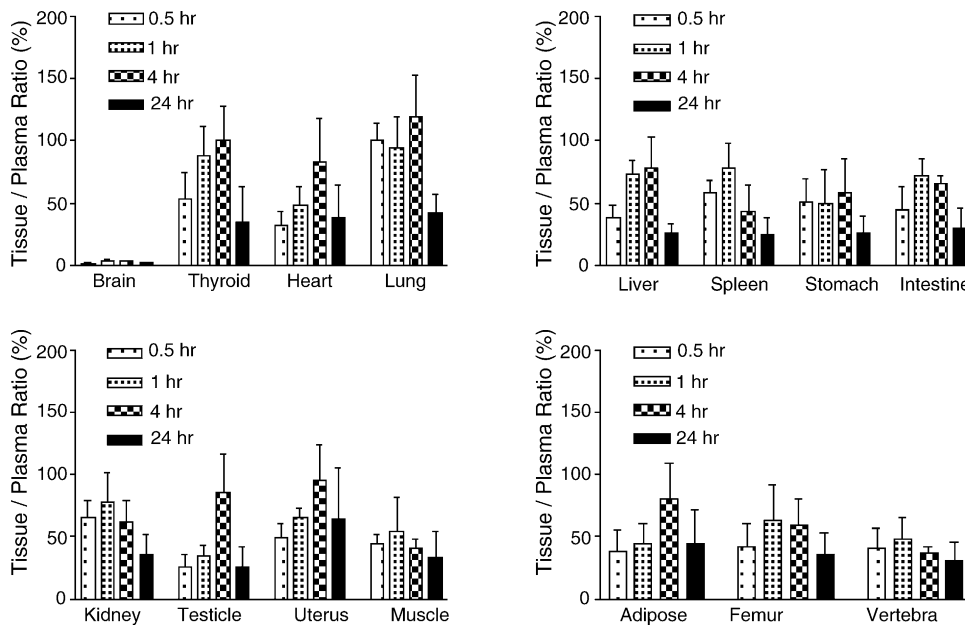 Tissue / Plasma Ratio (%)
200
150
100
50
0
0.5 hr
1 hr
4 hr
24 hr
Brain Thyroid Heart Lung
Tissue / Plasma Ratio (%)
200
150
100
50
0
0.5 hr
1 hr
4 hr
24 hr
Liver Spleen Stomach Intestine
Tissue / Plasma Ratio (%)
200
150
100
50
0
0.5 hr
1 hr
4 hr
24 hr
Kidney Testicle Uterus Muscle
Tissue / Plasma Ratio (%)
200
150
100
50
0
0.5 hr
1 hr
4 hr
24 hr
Adipose Femur Vertebra